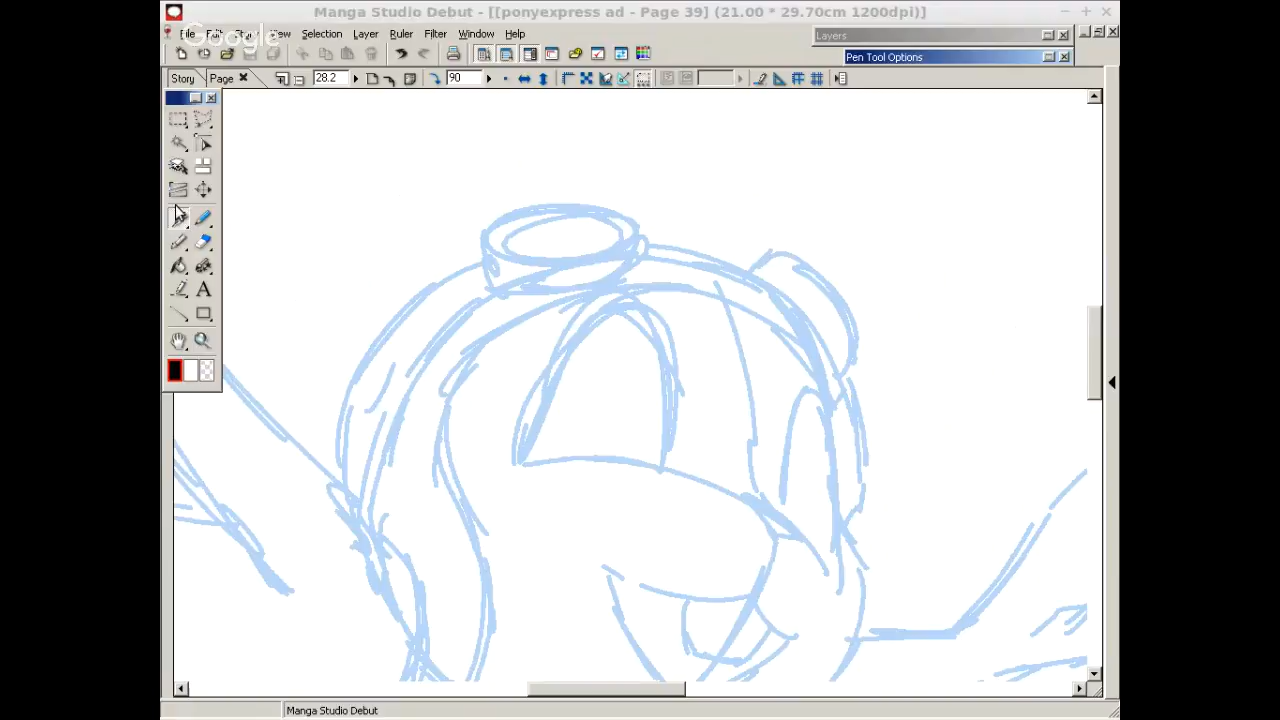 Manga Studio Debut - [[ponyexpress ad - Page 39] (21.00 * 29.70cm 1200dpi)]
Selection Layer Ruler Filter Window Help
Google
Layers
Pen Tool Options
Story Page 28.2 90
A
Manga Studio Debut